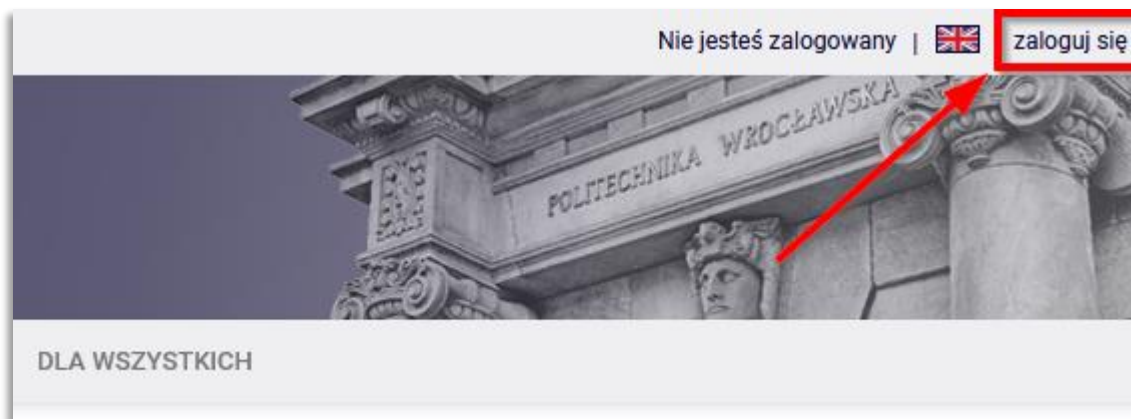 Nie jesteś zalogowany | zaloguj się
POLITECHNIKA WROCŁAWSKA
DLA WSZYSTKICH